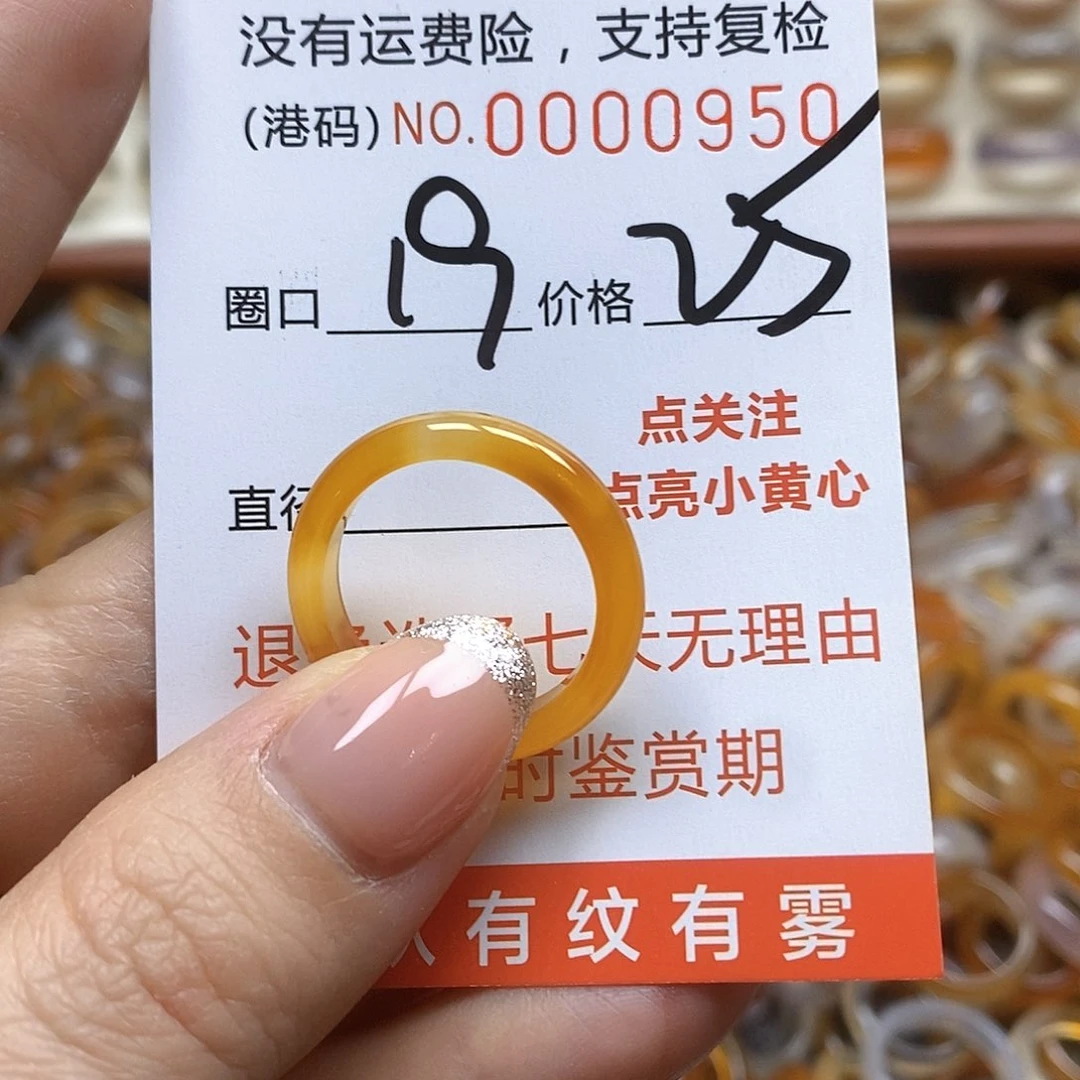 没有运费险，支持复检
(港码) NO.0000950
圈口 19 价格 25
点关注
直径 点亮小黄心
退 七天无理由
时鉴赏期
有纹有雾